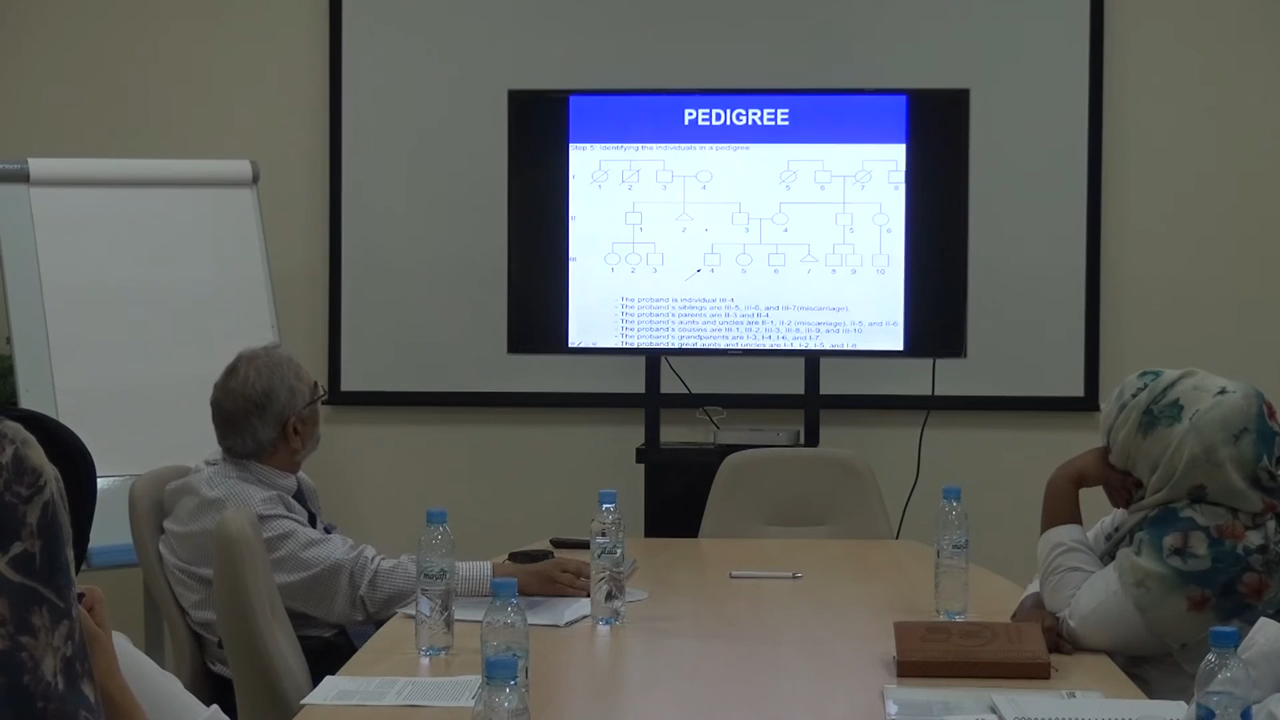 PEDIGREE
Step 5: Identifying the individuals in a pedigree
I
1 2 3 4 5 6 7 8
II
1 2 3 4 5 6
III
1 2 3 4 5 6 7 8 9 10
- The proband is individual III-4.
- The proband's siblings are III-5, III-6, and III-7(miscarriage).
- The proband's parents are II-3 and II-4.
- The proband's aunts and uncles are II-1, II-2 (miscarriage), II-5, and II-6
- The proband's cousins are III-1, III-2, III-3, III-8, III-9, and III-10.
- The proband's grandparents are I-3, I-4, I-6, and I-7.
- The proband's great aunts and uncles are I-1, I-2, I-5, and I-8
mayafi